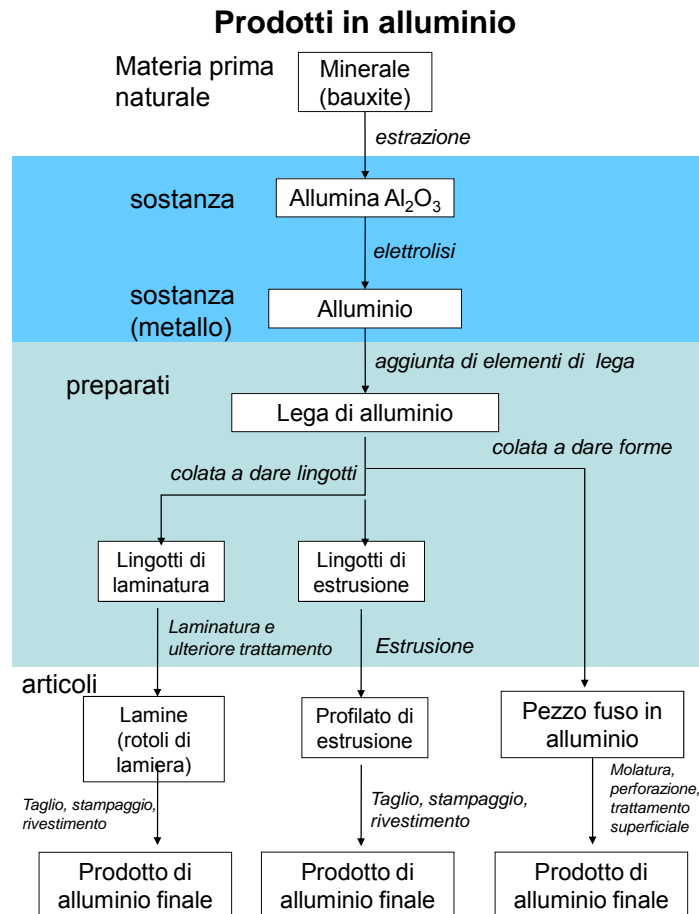 Prodotti in alluminio
Materia prima
naturale
Minerale
(bauxite)
estrazione
sostanza
Allumina Al₂O₃
elettrolisi
sostanza
(metallo)
Alluminio
aggiunta di elementi di lega
preparati
Lega di alluminio
colata a dare forme
colata a dare lingotti
Lingotti di
laminatura
Lingotti di
estrusione
Laminatura e
ulteriore trattamento
Estrusione
articoli
Lamine
(rotoli di
lamiera)
Profilato di
estrusione
Pezzo fuso in
alluminio
Taglio, stampaggio,
rivestimento
Taglio, stampaggio,
rivestimento
Molatura,
perforazione,
trattamento
superficiale
Prodotto di
alluminio finale
Prodotto di
alluminio finale
Prodotto di
alluminio finale